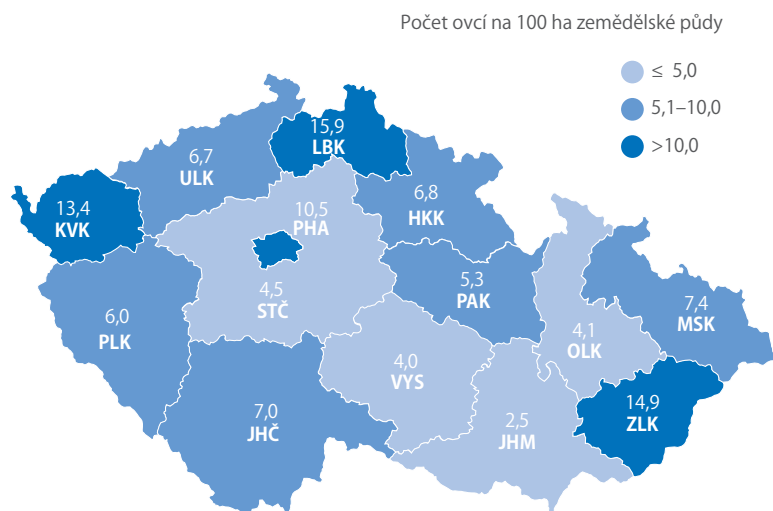 Počet ovcí na 100 ha zemědělské půdy
≤ 5,0
5,1–10,0
>10,0
15,9
LBK
6,7
ULK
6,8
HKK
13,4
KVK
10,5
PHA
5,3
PAK
4,5
STČ
7,4
MSK
6,0
PLK
4,1
OLK
4,0
VYS
14,9
ZLK
7,0
JHČ
2,5
JHM